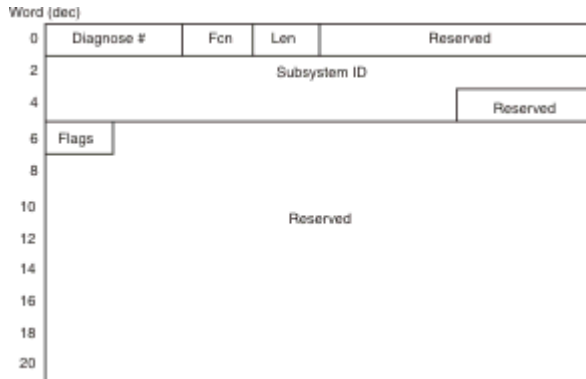 Word (dec)
0 Diagnose # Fcn Len Reserved
2 Subsystem ID
4 Reserved
6 Flags
8
10 Reserved
12
14
16
18
20